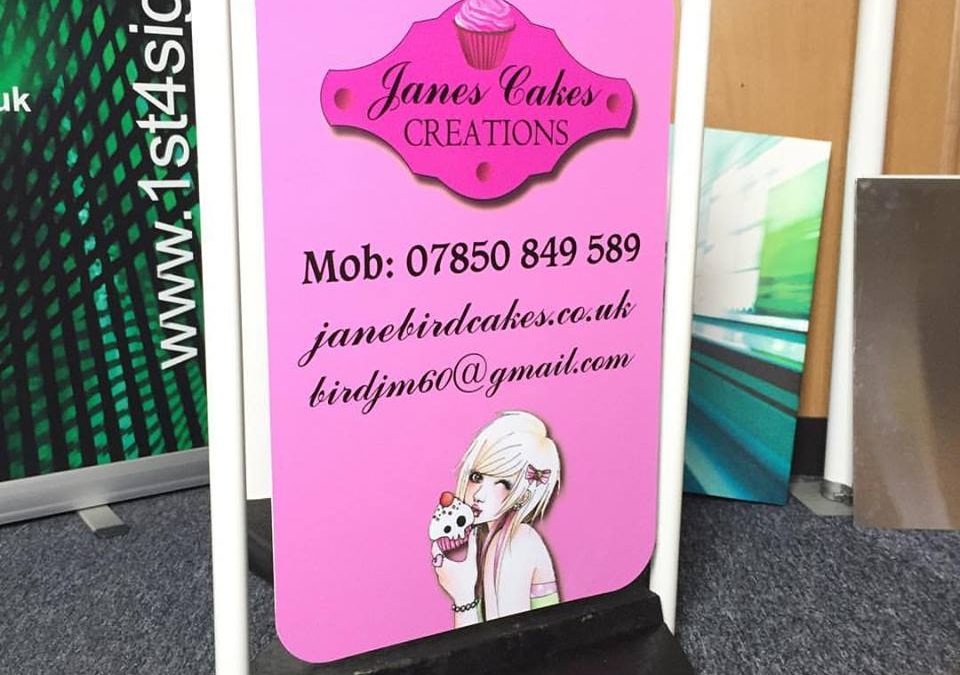 uk
www.1st4sig
Janes Cakes
CREATIONS
Mob: 07850 849 589
janebirdcakes.co.uk
birdjm60@gmail.com